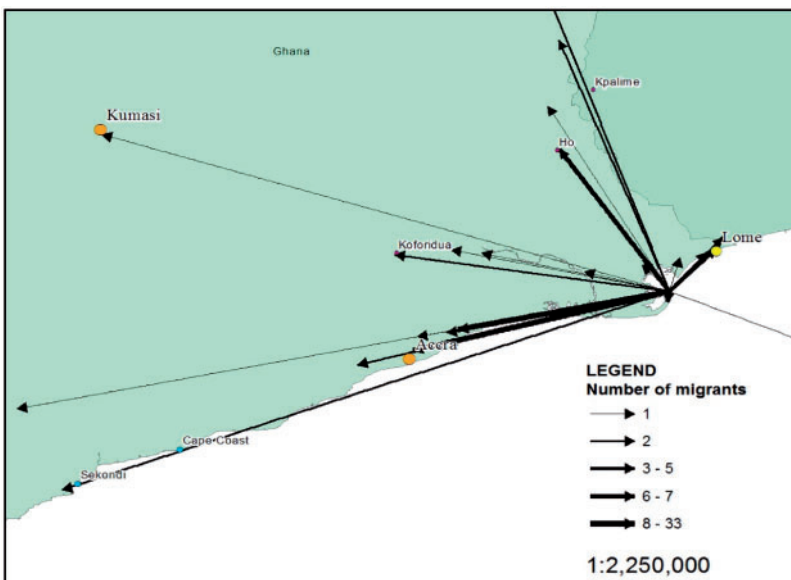 Ghana
Kpalime
Kumasi
Ho
Lome
Koforidua
Accra
Cape Coast
Sekondi
LEGEND
Number of migrants
1
2
3 - 5
6 - 7
8 - 33
1:2,250,000